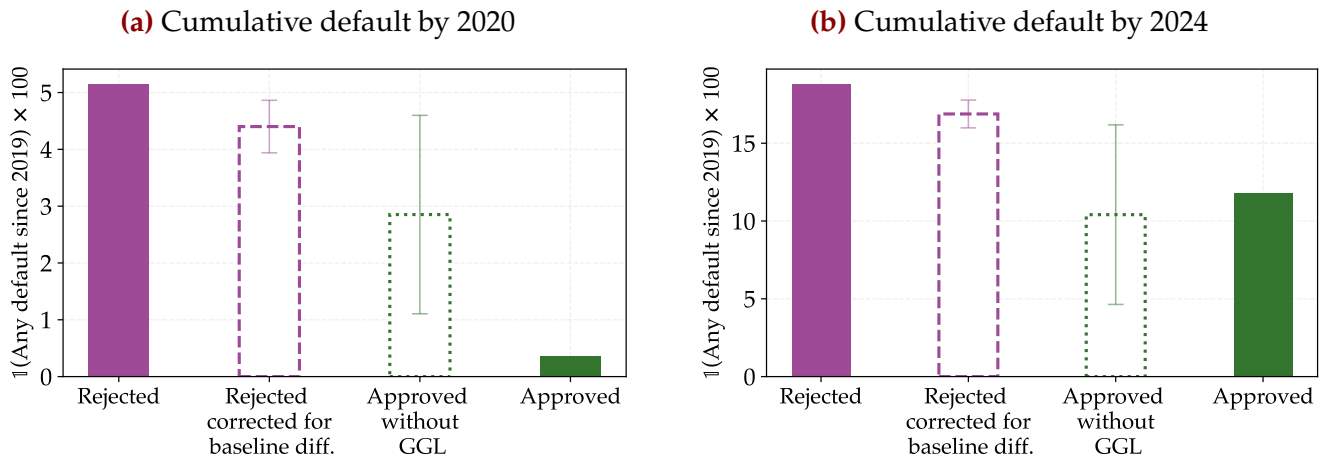 (a) Cumulative default by 2020
𝟙(Any default since 2019) × 100
5
4
3
2
1
0
Rejected
Rejected
corrected for
baseline diff.
Approved
without
GGL
Approved
(b) Cumulative default by 2024
𝟙(Any default since 2019) × 100
15
10
5
0
Rejected
Rejected
corrected for
baseline diff.
Approved
without
GGL
Approved